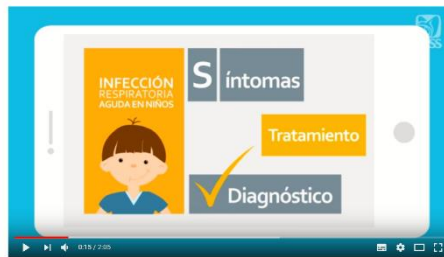 INFECCIÓN
RESPIRATORIA
AGUDA EN NIÑOS
Síntomas
Tratamiento
Diagnóstico
0:15 / 2:05